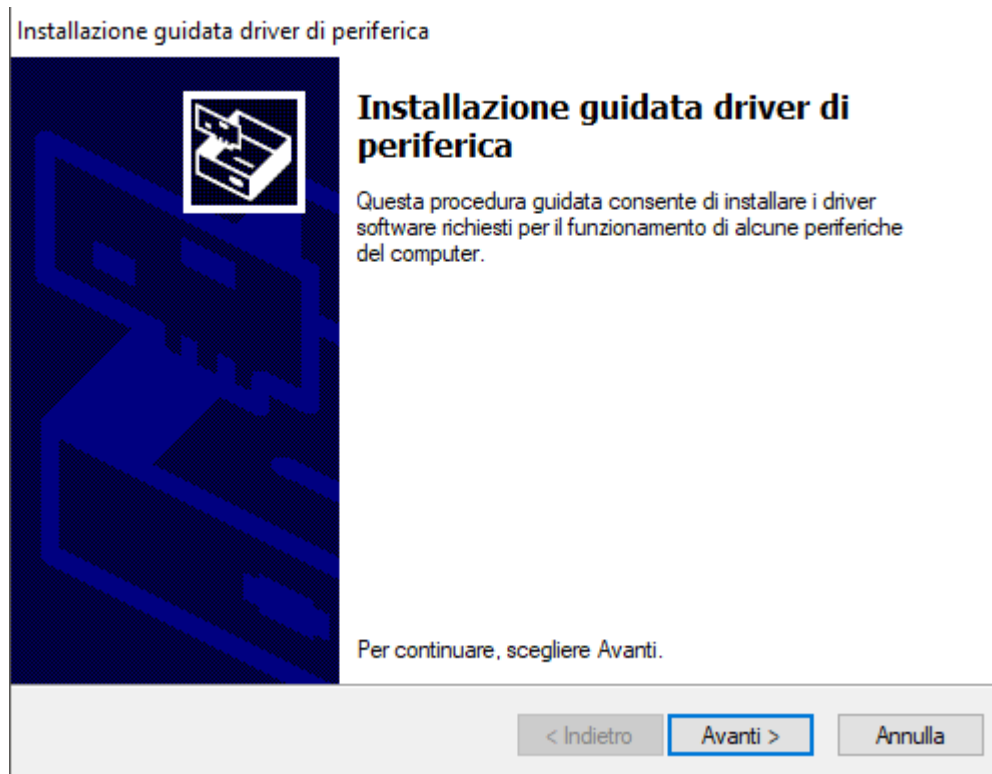 Installazione guidata driver di periferica
Installazione guidata driver di
periferica
Questa procedura guidata consente di installare i driver
software richiesti per il funzionamento di alcune periferiche
del computer.
Per continuare, scegliere Avanti.
< Indietro
Avanti >
Annulla